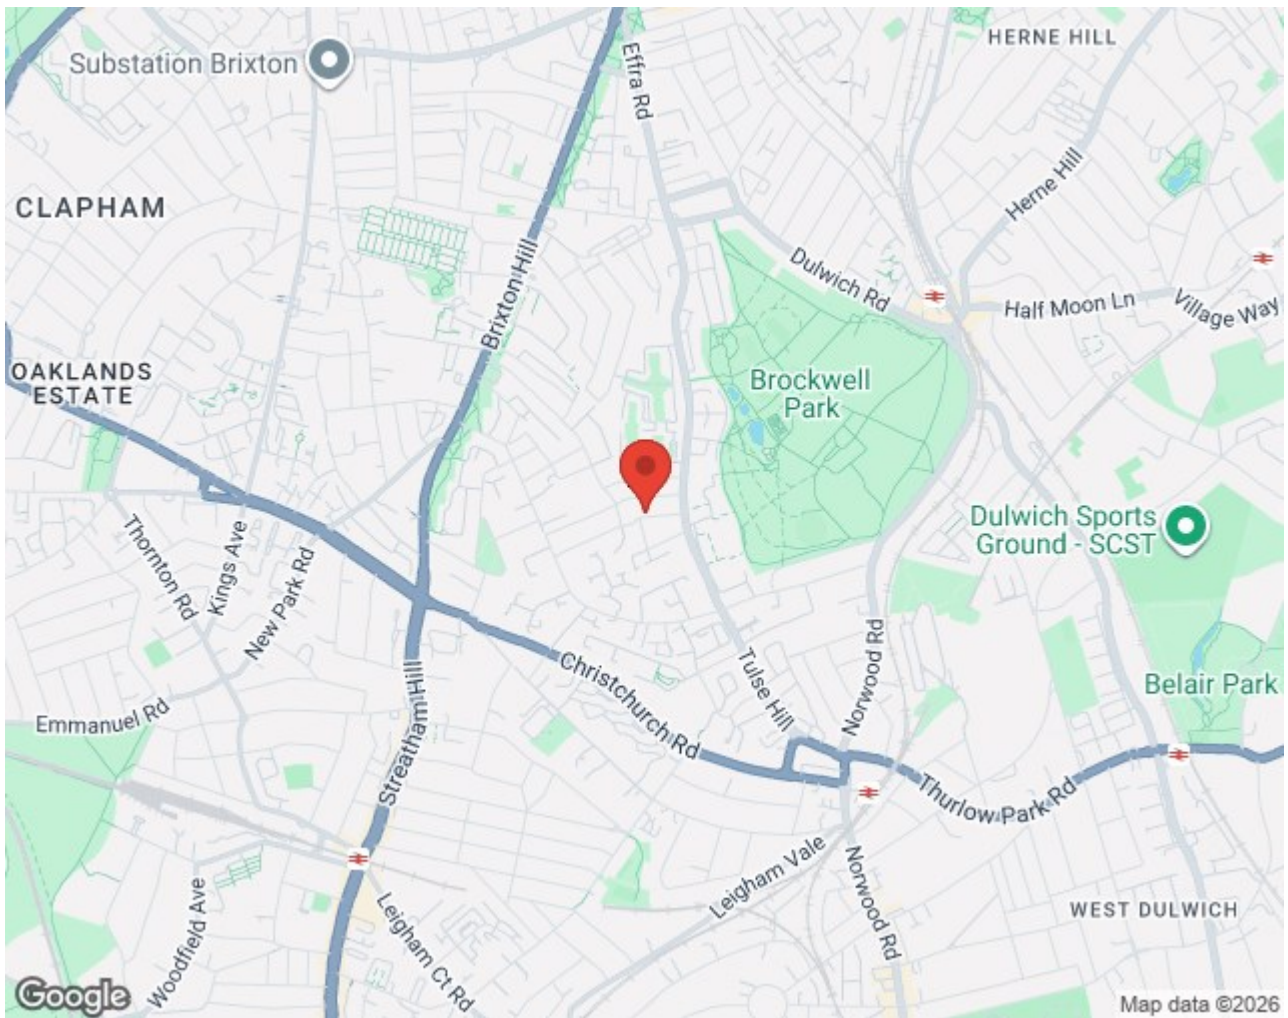 HERNE HILL
Substation Brixton
Effra Rd
Herne Hill
CLAPHAM
Brixton Hill
Dulwich Rd
Half Moon Ln
Village Way
OAKLANDS
ESTATE
Brockwell
Park
Dulwich Sports
Ground - SCST
Thornton Rd
Kings Ave
New Park Rd
Norwood Rd
Tulse Hill
Christchurch Rd
Belair Park
Emmanuel Rd
Streatham Hill
Thurlow Park Rd
Leigham Vale
Norwood Rd
Woodfield Ave
Leigham Ct Rd
WEST DULWICH
Google
Map data ©2026